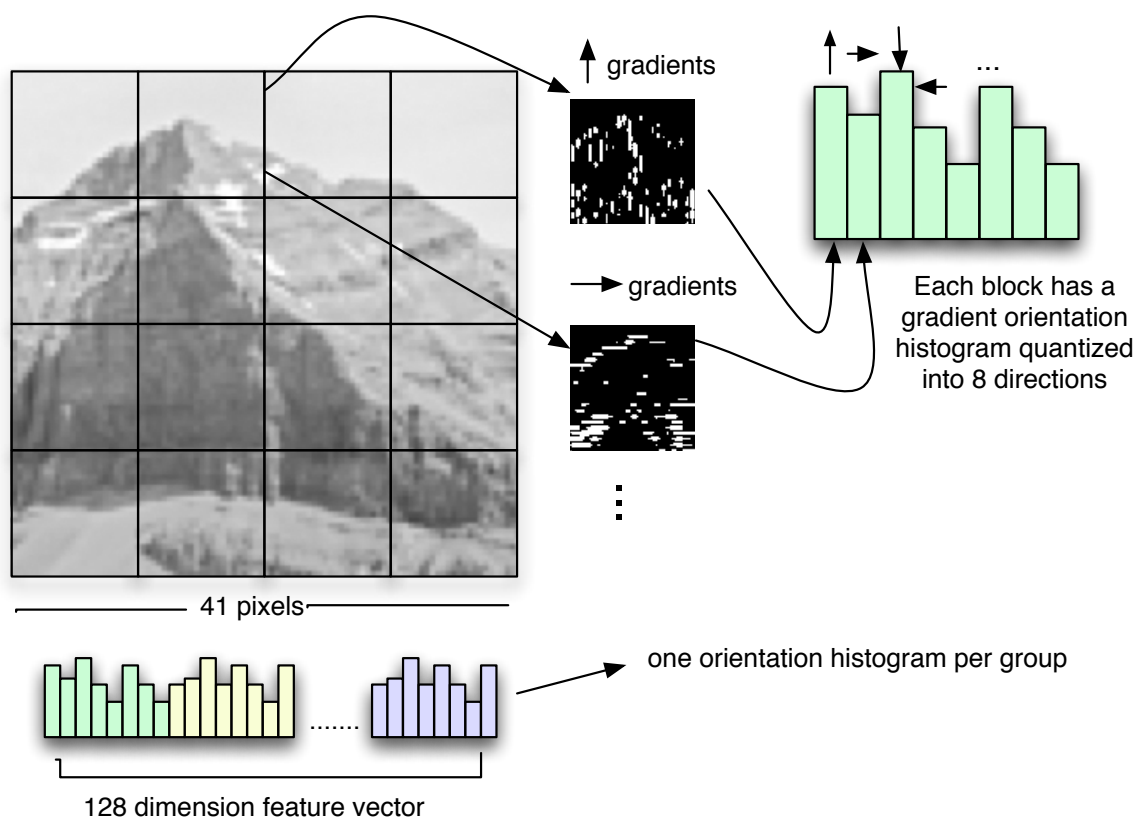 gradients
...
gradients
Each block has a
gradient orientation
histogram quantized
into 8 directions
41 pixels
one orientation histogram per group
.......
128 dimension feature vector